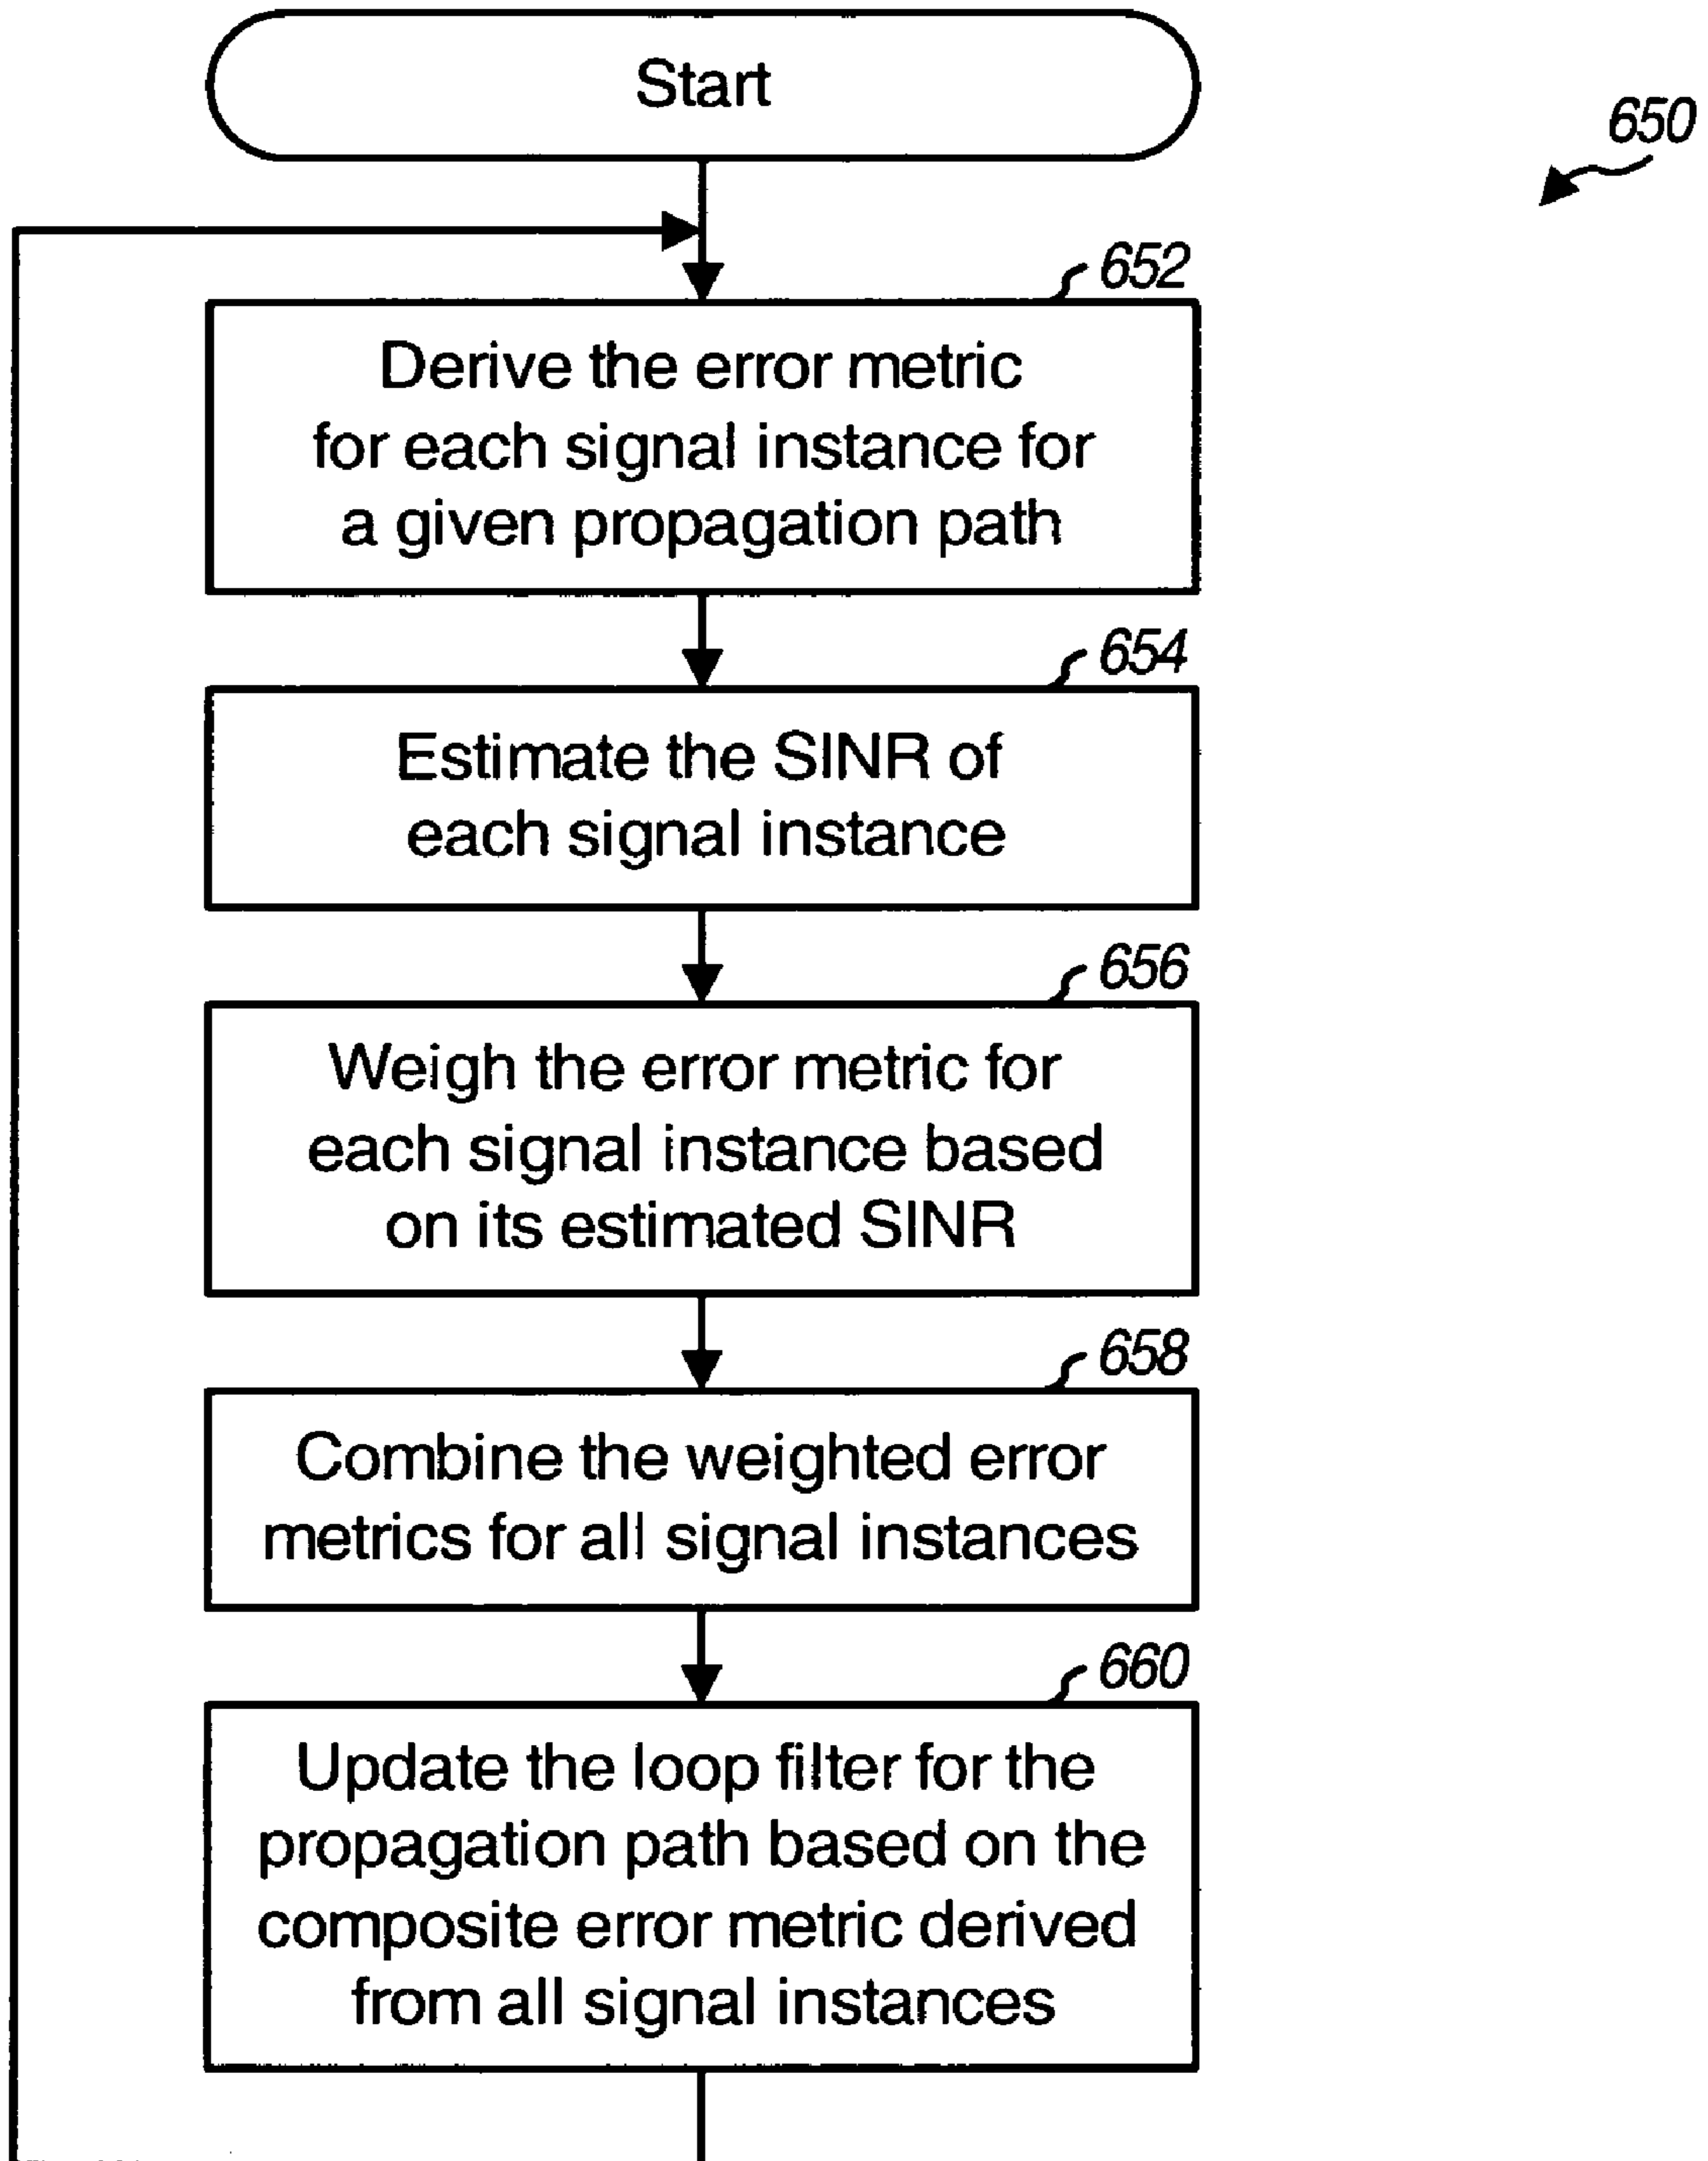 Start
650
652
Derive the error metric
for each signal instance for
a given propagation path
654
Estimate the SINR of
each signal instance
656
Weigh the error metric for
each signal instance based
on its estimated SINR
658
Combine the weighted error
metrics for all signal instances
660
Update the loop filter for the
propagation path based on the
composite error metric derived
from all signal instances